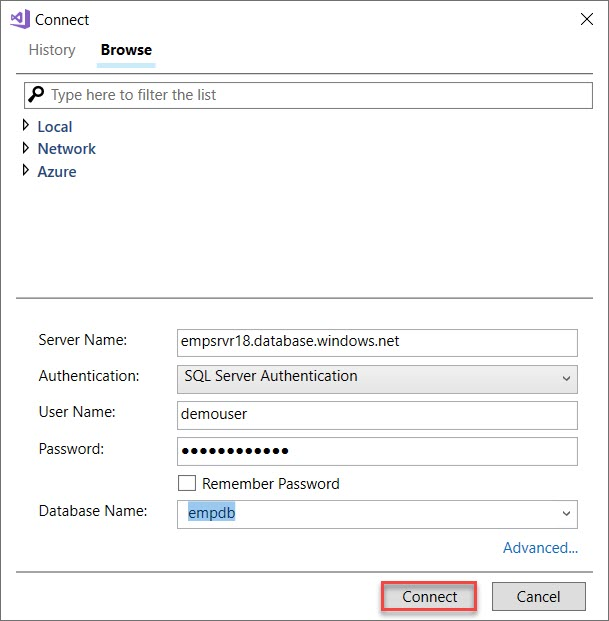 Connect
History Browse
Type here to filter the list
Local
Network
Azure
Server Name: empsrvr18.database.windows.net
Authentication: SQL Server Authentication
User Name: demouser
Password: ●●●●●●●●●●●●
Remember Password
Database Name: empdb
Advanced...
Connect Cancel